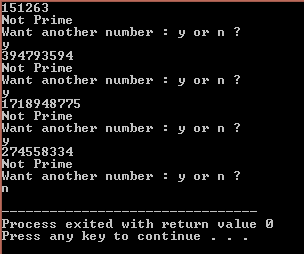 151263
Not Prime
Want another number : y or n ?
y
394793594
Not Prime
Want another number : y or n ?
y
1718948775
Not Prime
Want another number : y or n ?
y
274558334
Not Prime
Want another number : y or n ?
n
--------------------------------
Process exited with return value 0
Press any key to continue . . .